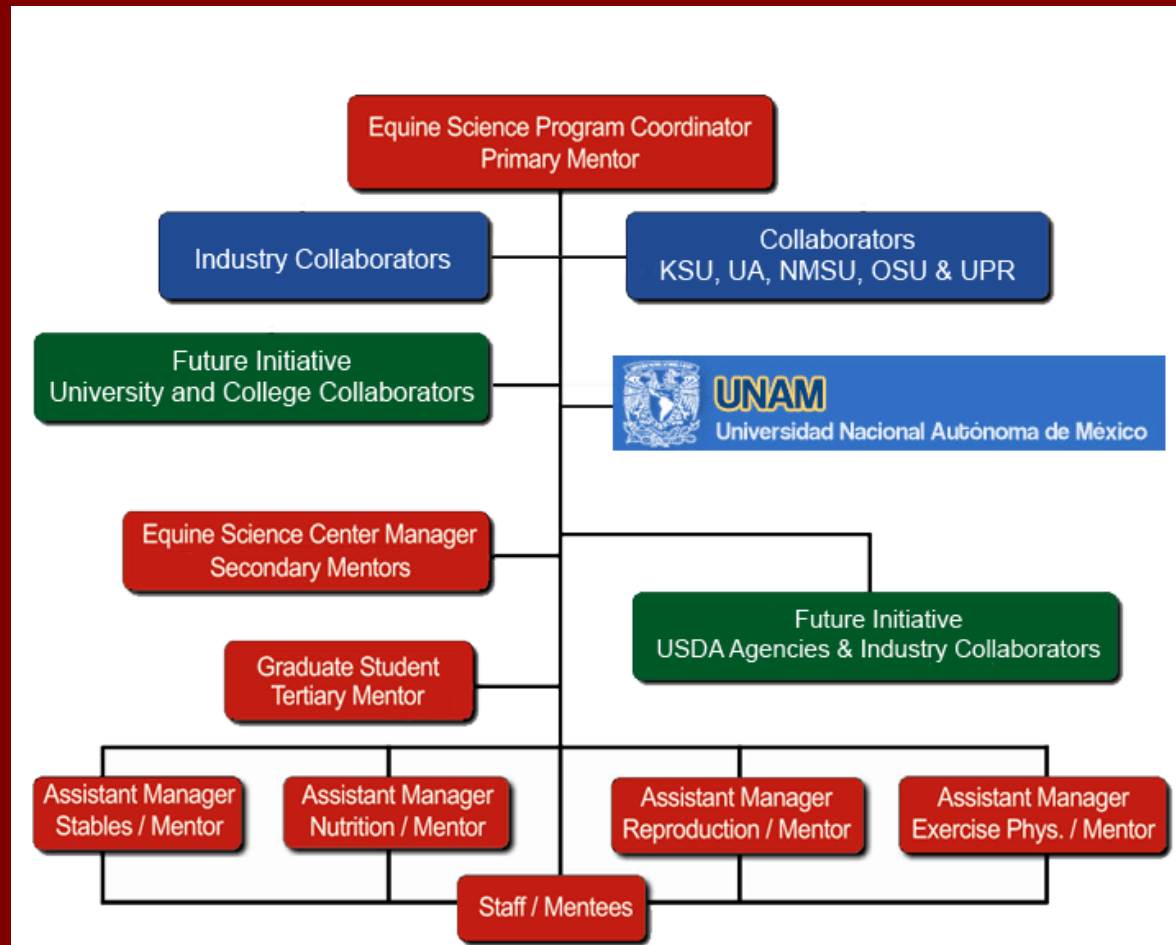 Equine Science Program Coordinator
Primary Mentor
Industry Collaborators
Collaborators
KSU, UA, NMSU, OSU & UPR
Future Initiative
University and College Collaborators
UNAM
Universidad Nacional Autónoma de México
Equine Science Center Manager
Secondary Mentors
Future Initiative
USDA Agencies & Industry Collaborators
Graduate Student
Tertiary Mentor
Assistant Manager
Stables / Mentor
Assistant Manager
Nutrition / Mentor
Assistant Manager
Reproduction / Mentor
Assistant Manager
Exercise Phys. / Mentor
Staff / Mentees